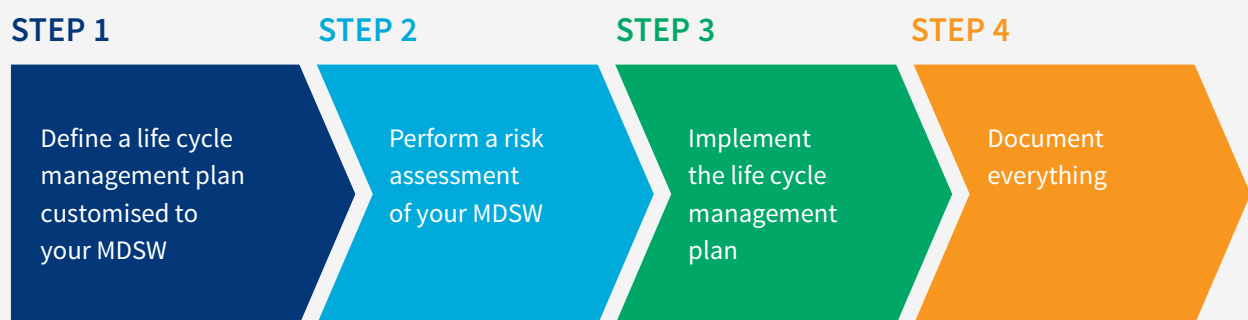 STEP 1
Define a life cycle
management plan
customised to
your MDSW
STEP 2
Perform a risk
assessment
of your MDSW
STEP 3
Implement
the life cycle
management
plan
STEP 4
Document
everything